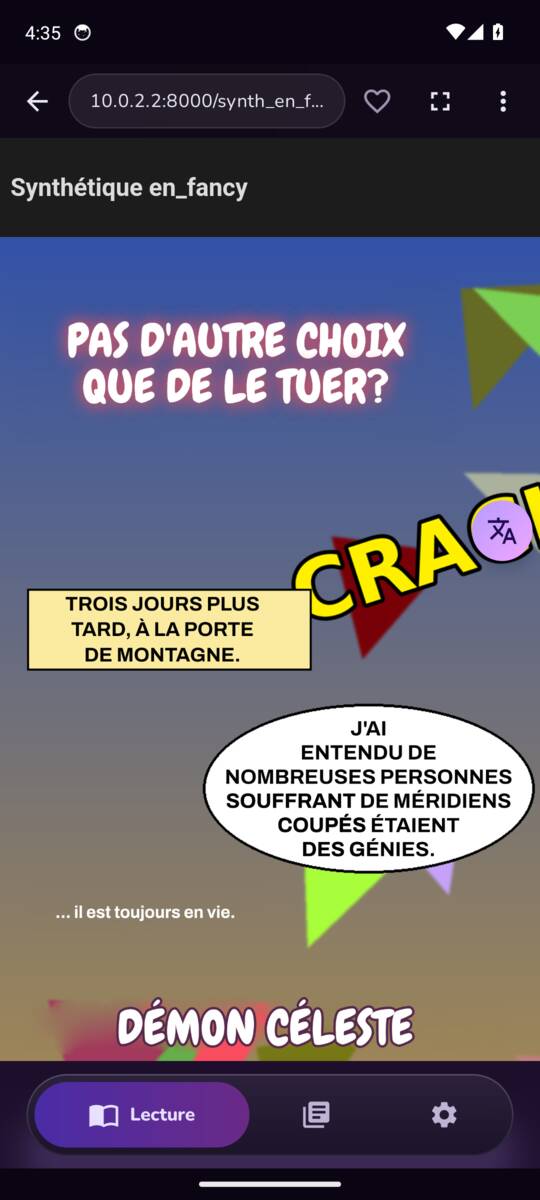 4:35
10.0.2.2:8000/synth_en_f...
Synthétique en_fancy
PAS D'AUTRE CHOIX
QUE DE LE TUER?
TROIS JOURS PLUS
TARD, À LA PORTE
DE MONTAGNE.
J'AI
ENTENDU DE
NOMBREUSES PERSONNES
SOUFFRANT DE MÉRIDIENS
COUPÉS ÉTAIENT
DES GÉNIES.
... il est toujours en vie.
DÉMON CÉLESTE
Lecture